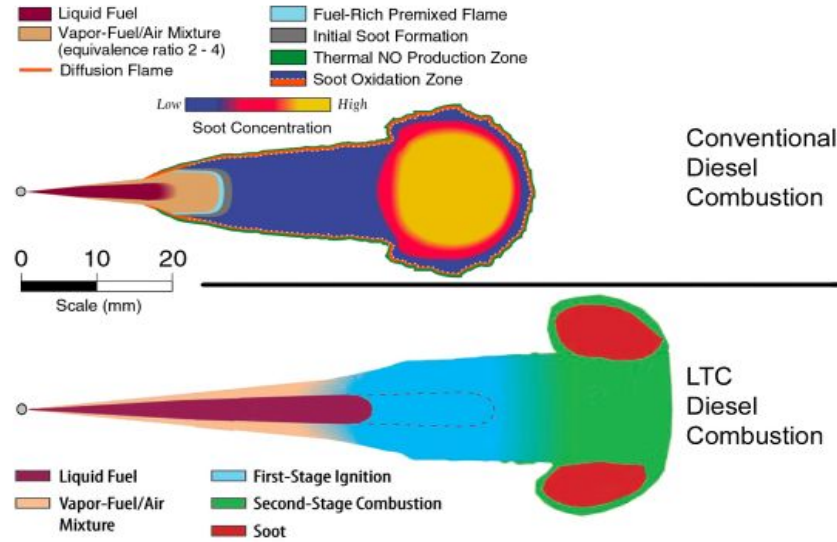 Liquid Fuel
Vapor-Fuel/Air Mixture
(equivalence ratio 2 - 4)
Diffusion Flame
Fuel-Rich Premixed Flame
Initial Soot Formation
Thermal NO Production Zone
Soot Oxidation Zone
Low High
Soot Concentration
Conventional
Diesel
Combustion
0 10 20
Scale (mm)
LTC
Diesel
Combustion
Liquid Fuel
Vapor-Fuel/Air
Mixture
First-Stage Ignition
Second-Stage Combustion
Soot